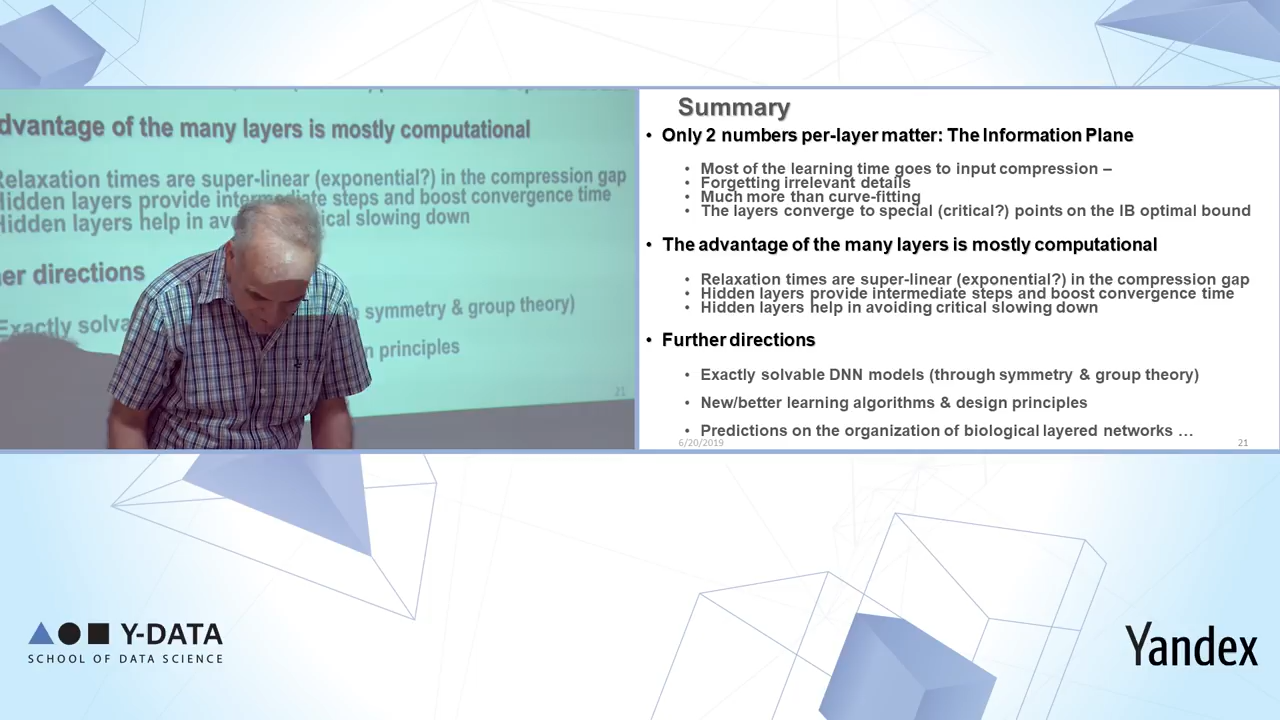 dvantage of the many layers is mostly computational
Relaxation times are super-linear (exponential?) in the compression gap
Hidden layers provide intermediate steps and boost convergence time
Hidden layers help in avo ical slowing down
er directions
Exactly solva symmetry & group theory)
n principles
21
Summary
• Only 2 numbers per-layer matter: The Information Plane
• Most of the learning time goes to input compression –
• Forgetting irrelevant details
• Much more than curve-fitting
• The layers converge to special (critical?) points on the IB optimal bound
• The advantage of the many layers is mostly computational
• Relaxation times are super-linear (exponential?) in the compression gap
• Hidden layers provide intermediate steps and boost convergence time
• Hidden layers help in avoiding critical slowing down
• Further directions
• Exactly solvable DNN models (through symmetry & group theory)
• New/better learning algorithms & design principles
• Predictions on the organization of biological layered networks …
6/20/2019
21
Y-DATA
SCHOOL OF DATA SCIENCE
Yandex